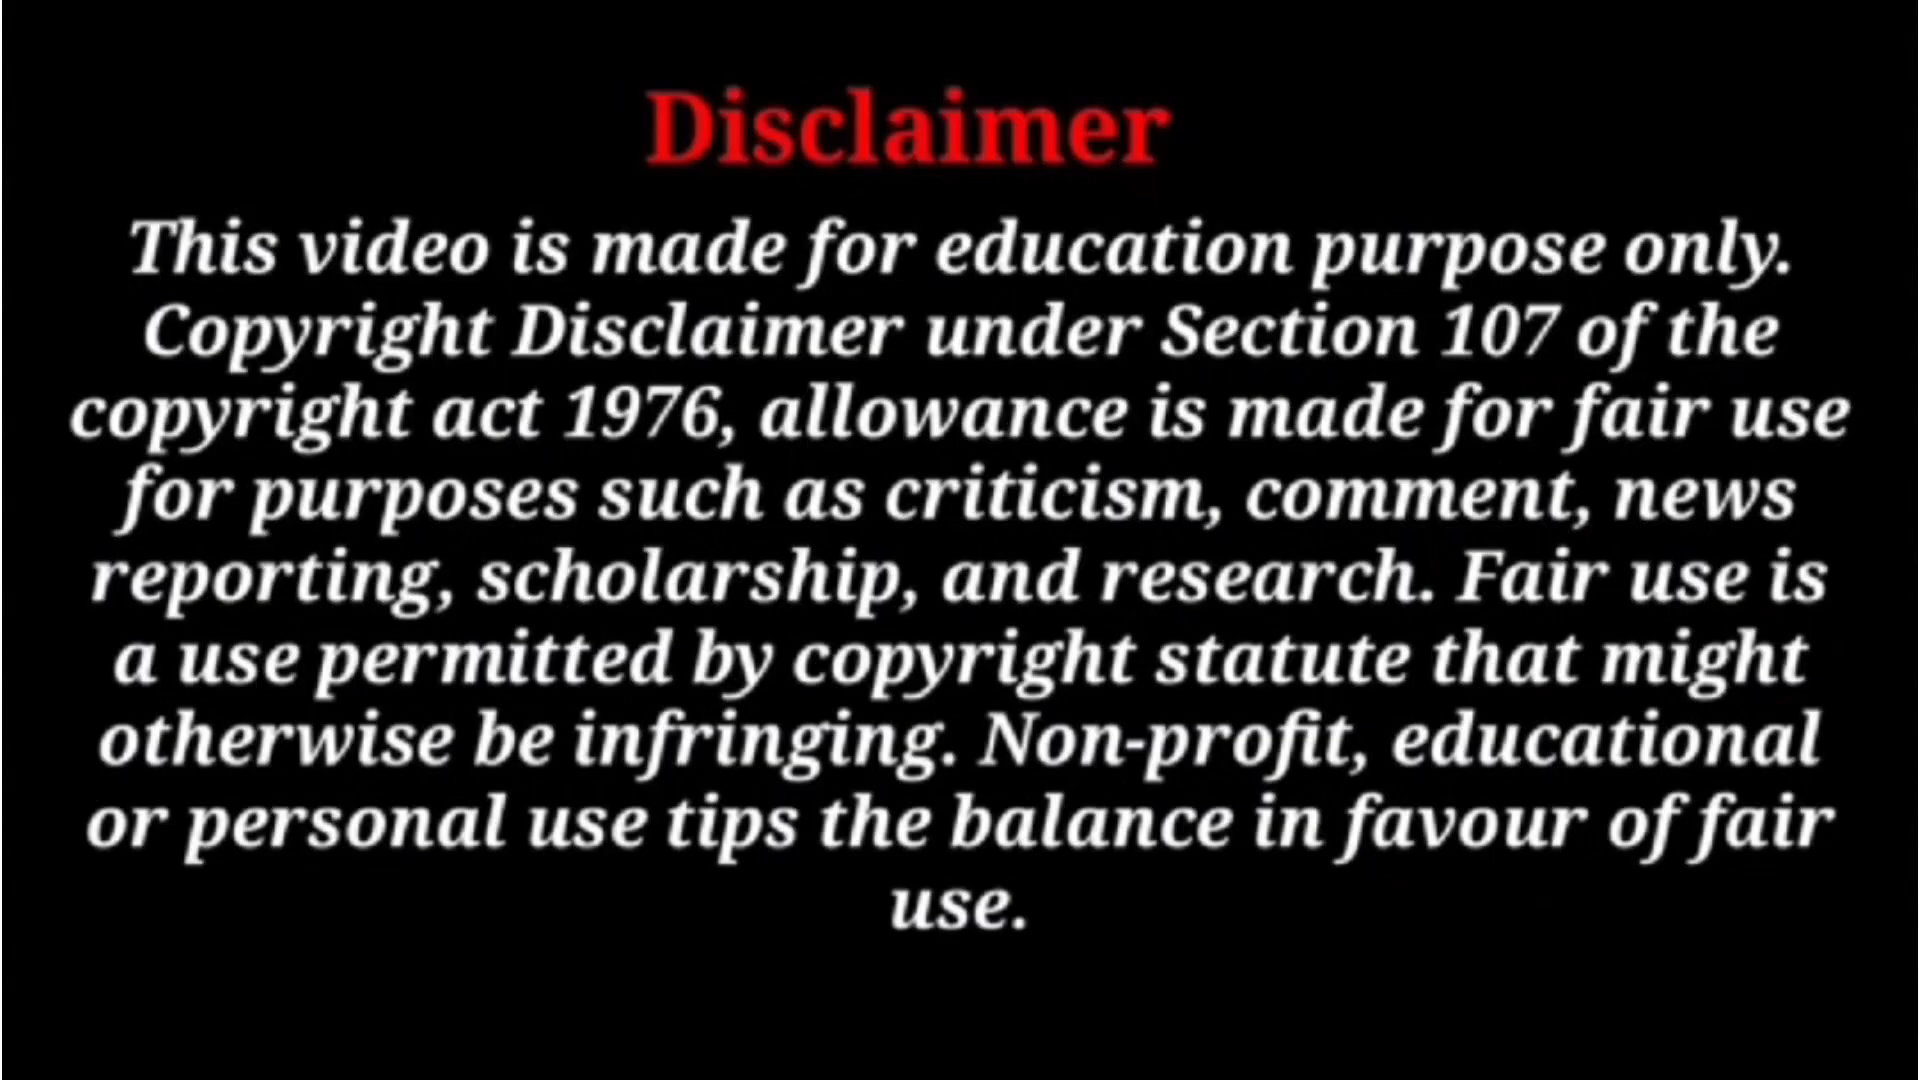 Disclaimer
This video is made for education purpose only.
Copyright Disclaimer under Section 107 of the
copyright act 1976, allowance is made for fair use
for purposes such as criticism, comment, news
reporting, scholarship, and research. Fair use is
a use permitted by copyright statute that might
otherwise be infringing. Non-profit, educational
or personal use tips the balance in favour of fair
use.